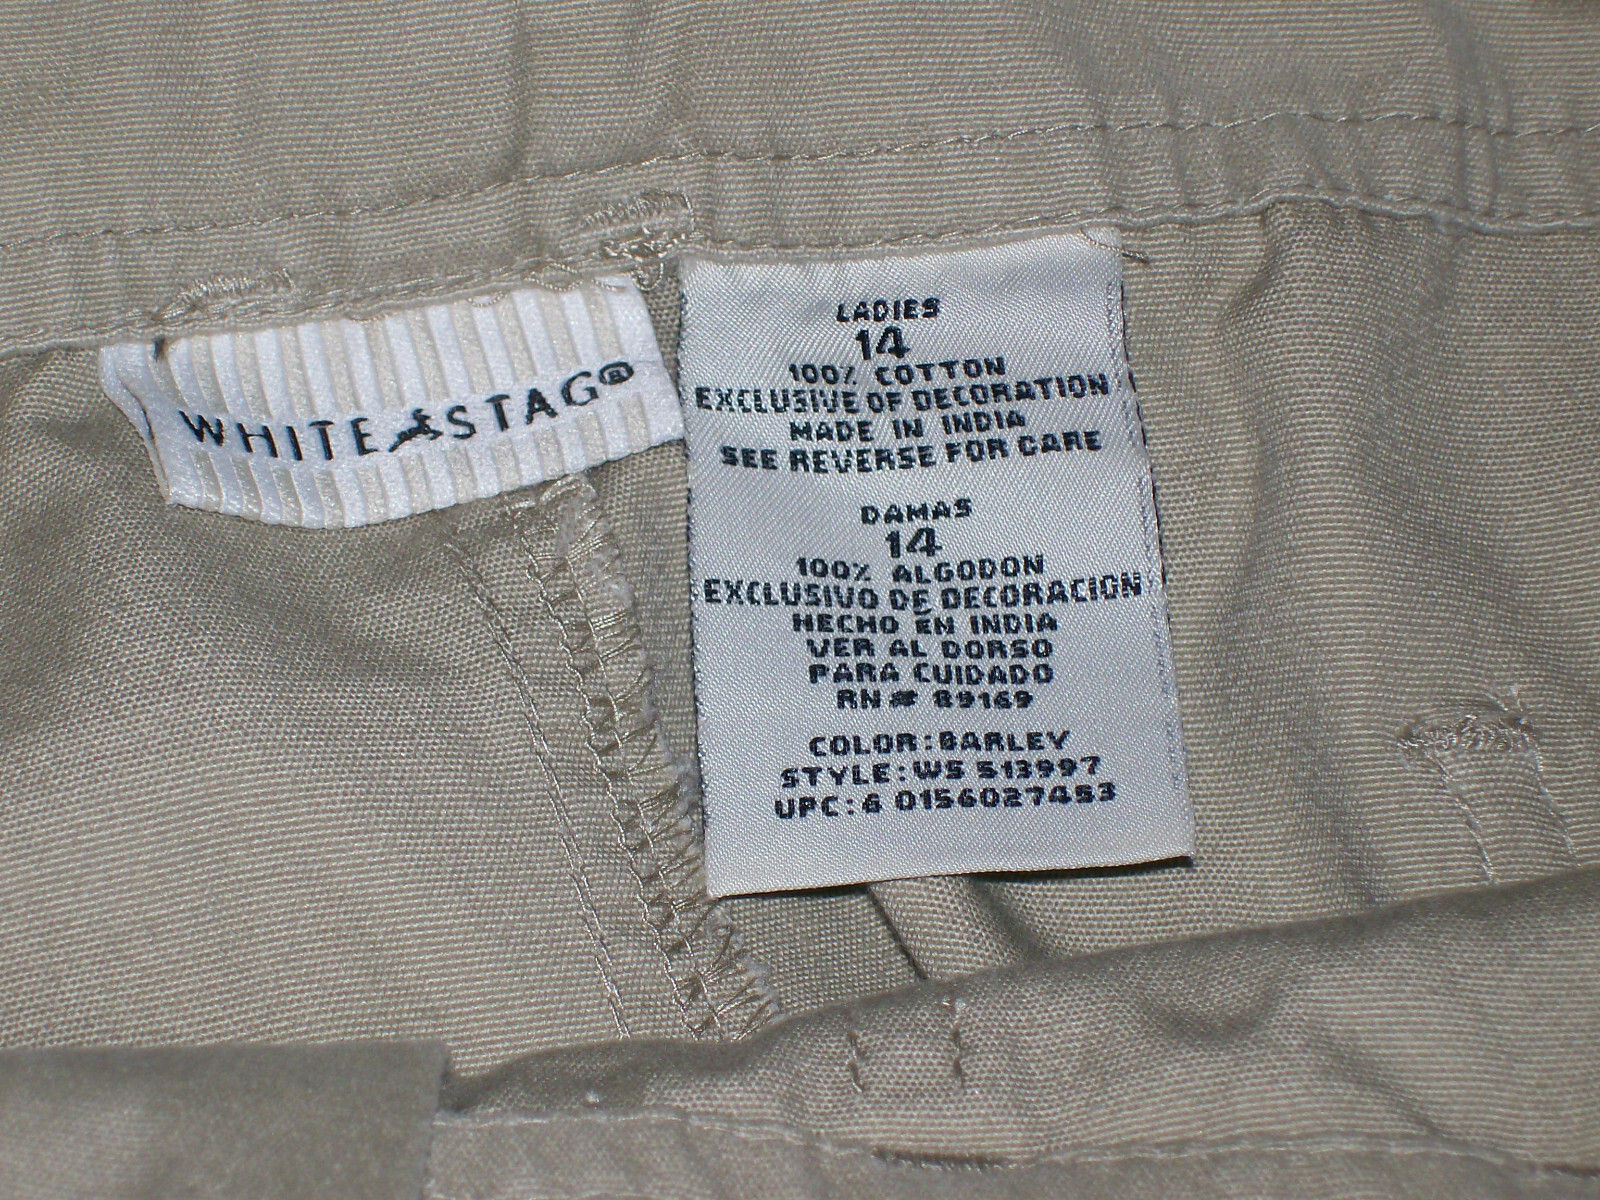 WHITE STAG®
LADIES
14
100% COTTON
EXCLUSIVE OF DECORATION
MADE IN INDIA
SEE REVERSE FOR CARE
DAMAS
14
100% ALGODON
EXCLUSIVO DE DECORACION
HECHO EN INDIA
VER AL DORSO
PARA CUIDADO
RN# 89169
COLOR:BARLEY
STYLE:WS 513997
UPC:6 0156027453